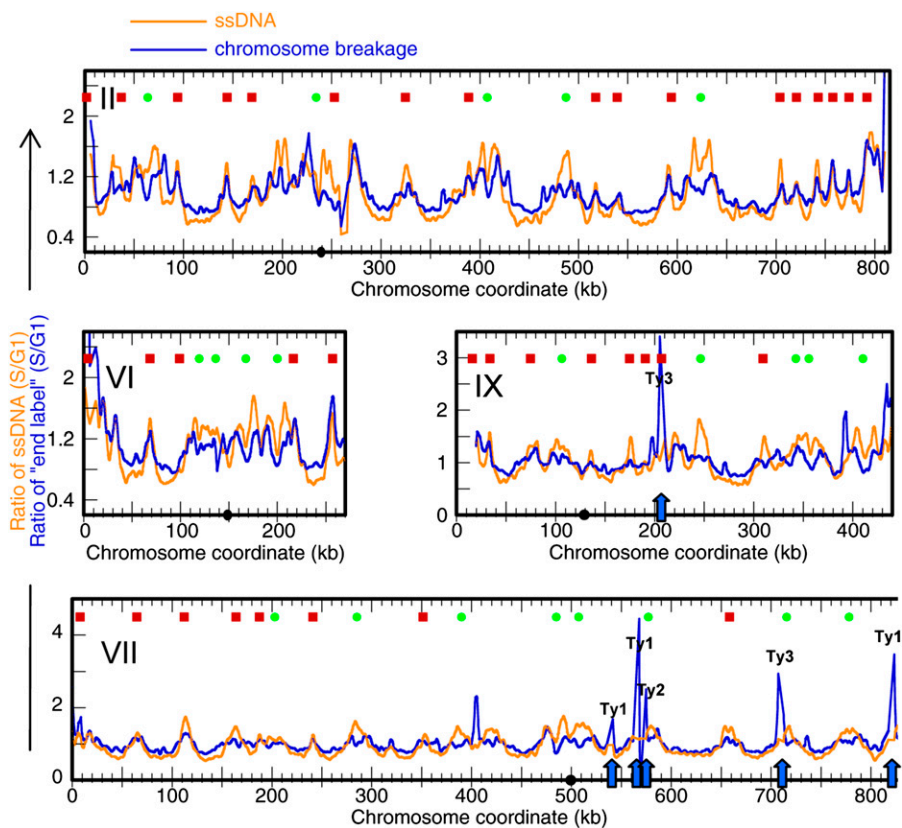 ssDNA
chromosome breakage
II
2
1.2
0.4
0 100 200 300 400 500 600 700 800
Chromosome coordinate (kb)
Ratio of ssDNA (S/G1)
Ratio of "end label" (S/G1)
VI
2
1.2
0.4
0 100 200
Chromosome coordinate (kb)
IX
Ty3
3
2
1
0
0 100 200 300 400
Chromosome coordinate (kb)
VII
4
2
1
0
Ty1
Ty1
Ty2
Ty3
Ty1
0 100 200 300 400 500 600 700 800
Chromosome coordinate (kb)